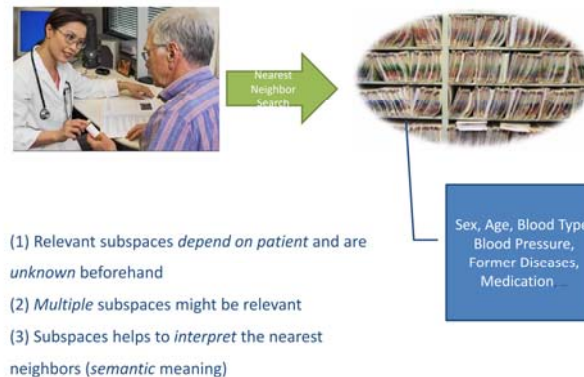 Nearest
Neighbor
Search
Sex, Age, Blood Type,
Blood Pressure,
Former Diseases,
Medication,...
(1) Relevant subspaces depend on patient and are
unknown beforehand
(2) Multiple subspaces might be relevant
(3) Subspaces helps to interpret the nearest
neighbors (semantic meaning)